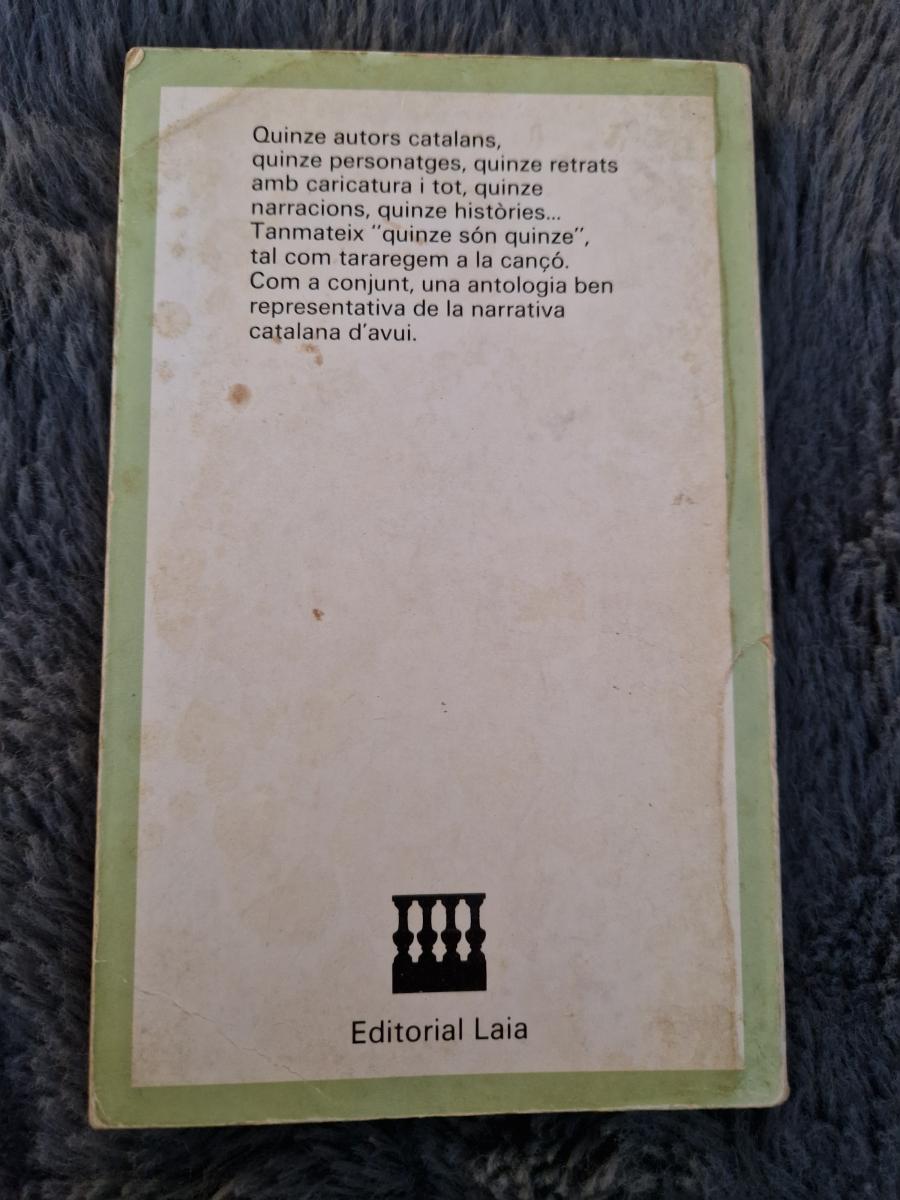 Quinze autors catalans,
quinze personatges, quinze retrats
amb caricatura i tot, quinze
narracions, quinze històries...
Tanmateix "quinze són quinze",
tal com tararegem a la cançó.
Com a conjunt, una antologia ben
representativa de la narrativa
catalana d'avui.
Editorial Laia